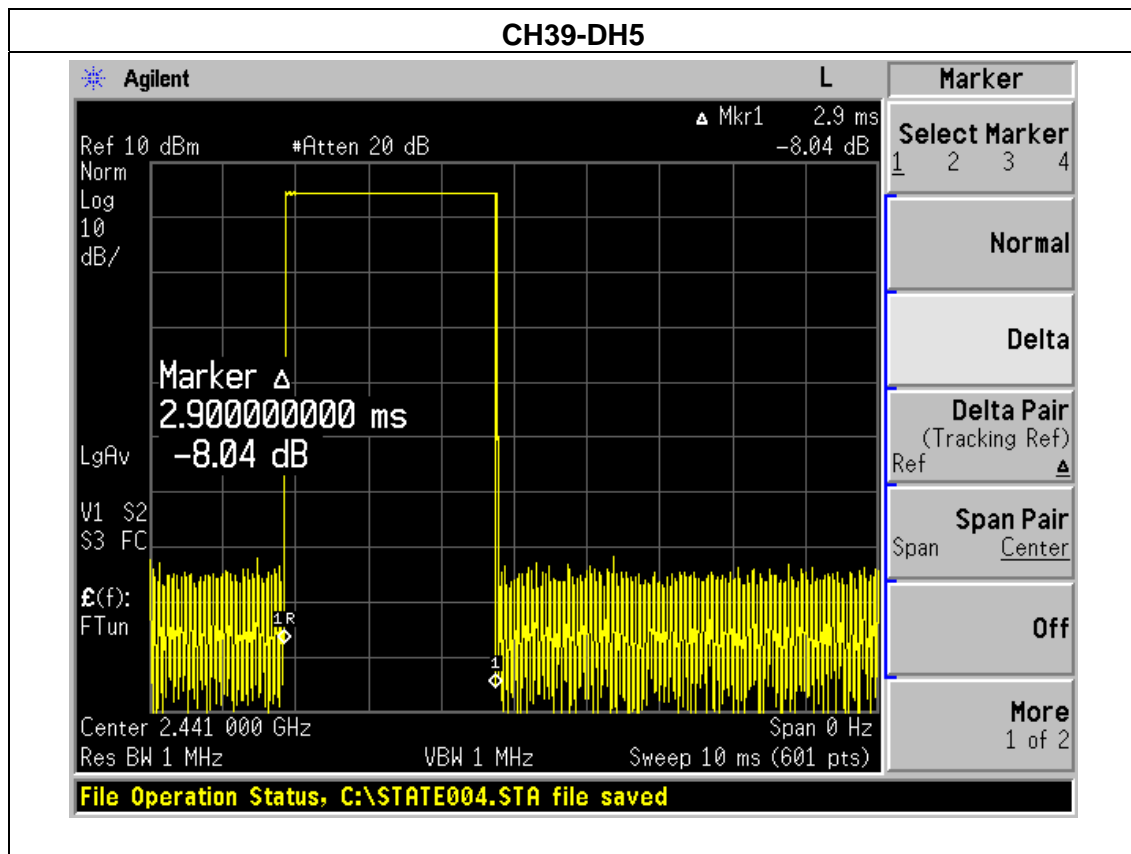 CH39-DH5
Agilent L
Δ Mkr1 2.9 ms
Ref 10 dBm #Atten 20 dB -8.04 dB
Norm
Log
10
dB/
Marker Δ
2.900000000 ms
-8.04 dB
LgAv
V1 S2
S3 FC
£(f):
FTun
1R
1
Center 2.441 000 GHz Span 0 Hz
Res BW 1 MHz VBW 1 MHz Sweep 10 ms (601 pts)
File Operation Status, C:\STATE004.STA file saved
Marker
Select Marker
1 2 3 4
Normal
Delta
Delta Pair
(Tracking Ref)
Ref Δ
Span Pair
Span Center
Off
More
1 of 2